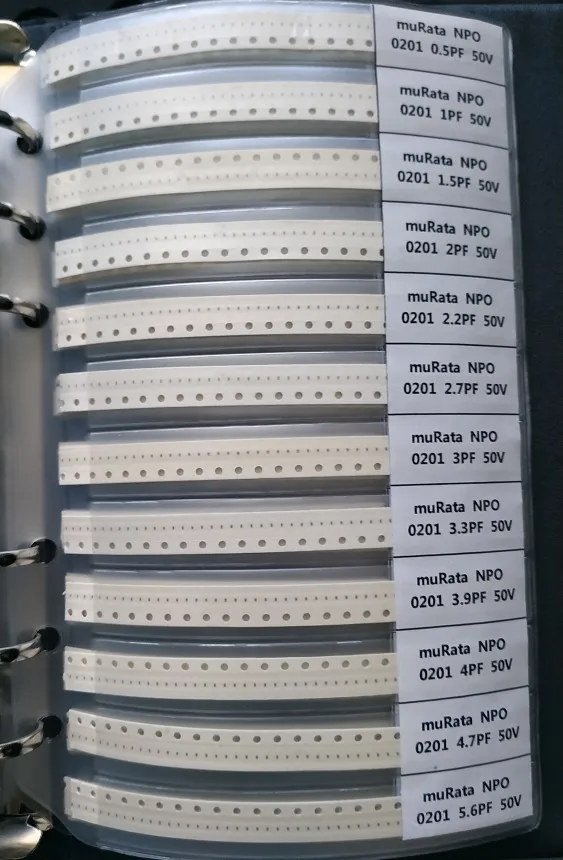 muRata NPO
0201 0.5PF 50V
muRata NPO
0201 1PF 50V
muRata NPO
0201 1.5PF 50V
muRata NPO
0201 2PF 50V
muRata NPO
0201 2.2PF 50V
muRata NPO
0201 2.7PF 50V
muRata NPO
0201 3PF 50V
muRata NPO
0201 3.3PF 50V
muRata NPO
0201 3.9PF 50V
muRata NPO
0201 4PF 50V
muRata NPO
0201 4.7PF 50V
muRata NPO
0201 5.6PF 50V